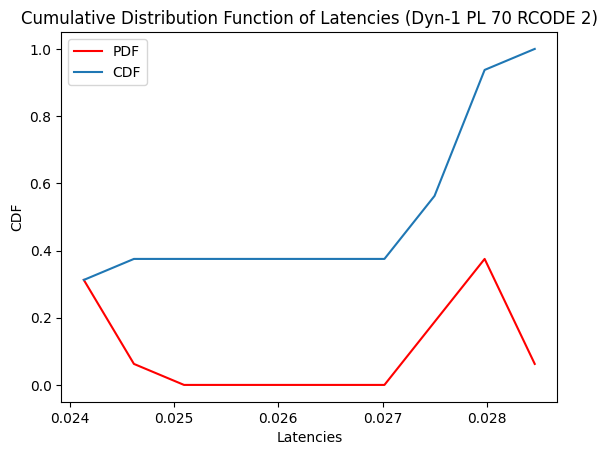 Cumulative Distribution Function of Latencies (Dyn-1 PL 70 RCODE 2)
PDF
CDF
CDF
1.0
0.8
0.6
0.4
0.2
0.0
0.024 0.025 0.026 0.027 0.028
Latencies